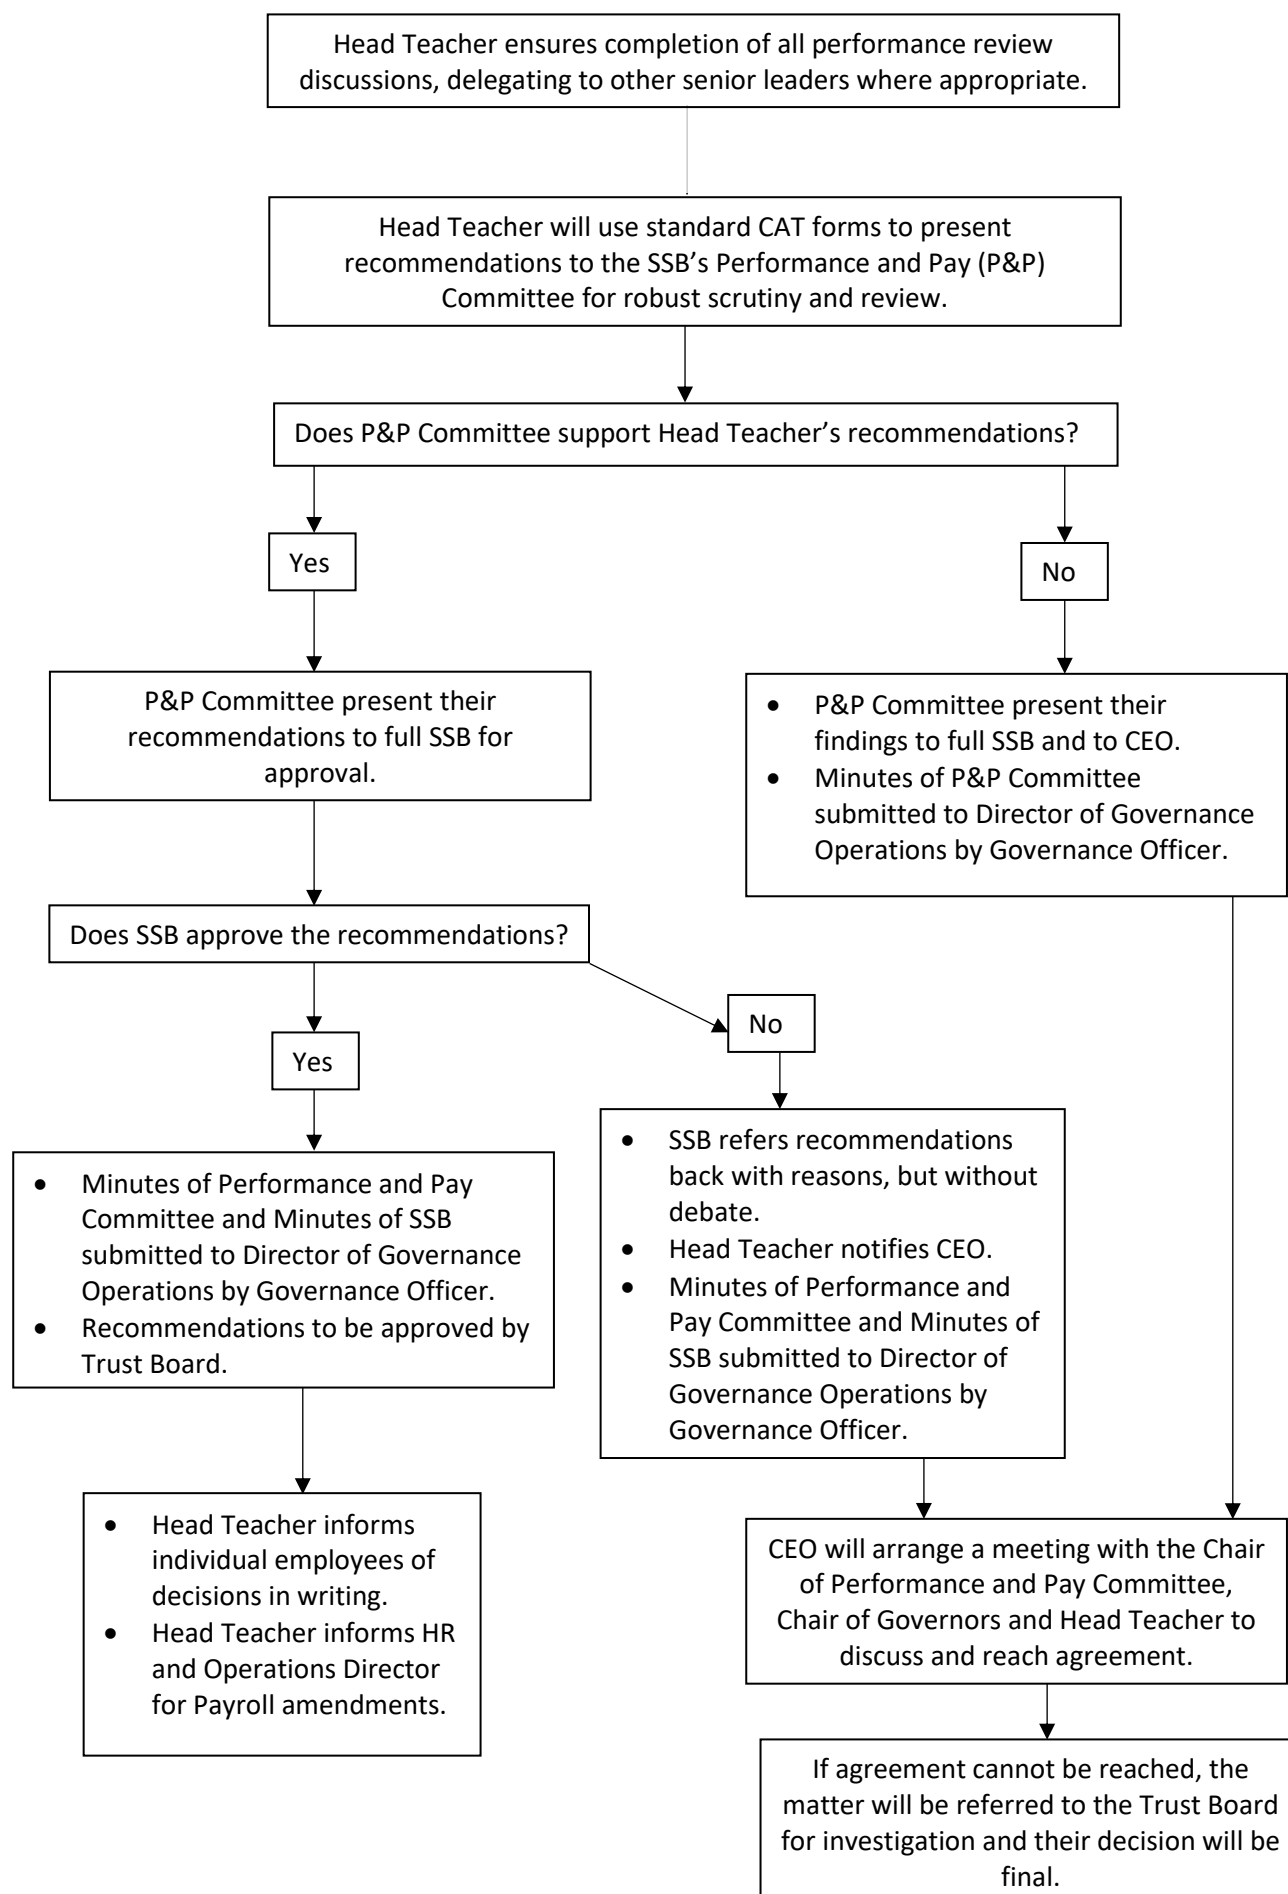 Head Teacher ensures completion of all performance review
discussions, delegating to other senior leaders where appropriate.
Head Teacher will use standard CAT forms to present
recommendations to the SSB’s Performance and Pay (P&P)
Committee for robust scrutiny and review.
Does P&P Committee support Head Teacher’s recommendations?
Yes
No
P&P Committee present their
recommendations to full SSB for
approval.
• P&P Committee present their
findings to full SSB and to CEO.
• Minutes of P&P Committee
submitted to Director of Governance
Operations by Governance Officer.
Does SSB approve the recommendations?
No
Yes
• Minutes of Performance and Pay
Committee and Minutes of SSB
submitted to Director of Governance
Operations by Governance Officer.
• Recommendations to be approved by
Trust Board.
• SSB refers recommendations
back with reasons, but without
debate.
• Head Teacher notifies CEO.
• Minutes of Performance and
Pay Committee and Minutes of
SSB submitted to Director of
Governance Operations by
Governance Officer.
• Head Teacher informs
individual employees of
decisions in writing.
• Head Teacher informs HR
and Operations Director
for Payroll amendments.
CEO will arrange a meeting with the Chair
of Performance and Pay Committee,
Chair of Governors and Head Teacher to
discuss and reach agreement.
If agreement cannot be reached, the
matter will be referred to the Trust Board
for investigation and their decision will be
final.